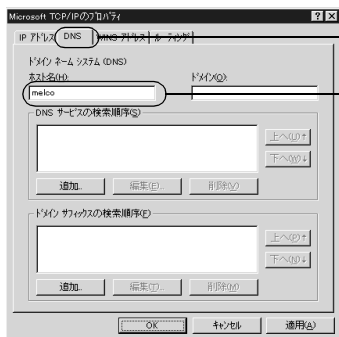 Microsoft TCP/IPのプロパティ
IP アドレス DNS WINS アドレス ルーティング
ドメイン ネーム システム (DNS)
ホスト名(H): ドメイン(O):
melco
DNS サービスの検索順序(S)
上へ(U)↑
下へ(W)↓
追加... 編集(E)... 削除(V)
ドメイン サフィックスの検索順序(F)
上へ(P)↑
下へ(N)↓
追加... 編集(T)... 削除(M)
OK キャンセル 適用(A)